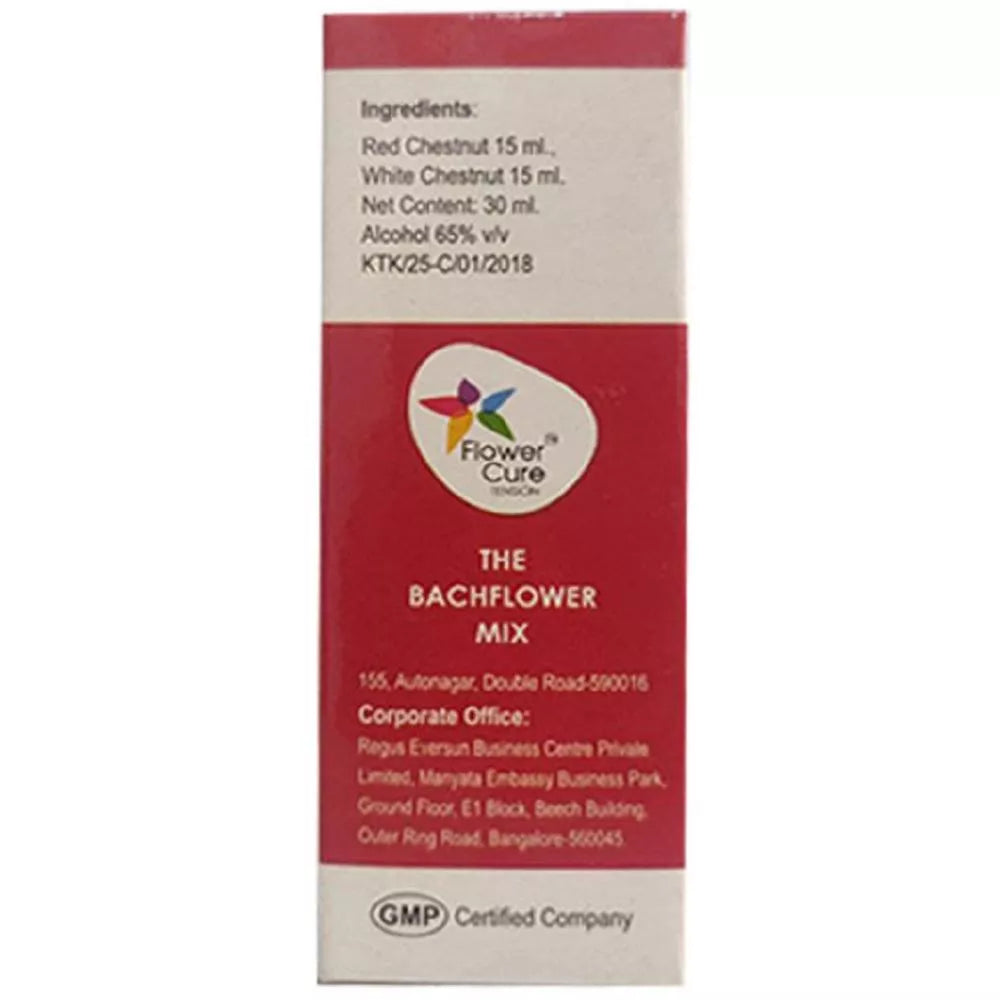 Ingredients:
Red Chestnut 15 ml.,
White Chestnut 15 ml.
Net Content: 30 ml.
Alcohol 65% v/v
KTK/25-C/01/2018
Flower
Cure
TENSION
THE
BACHFLOWER
MIX
155, Autonagar, Double Road-590016
Corporate Office:
Regus Eversun Business Centre Private
Limited, Manyata Embassy Business Park,
Ground Floor, E1 Block, Beech Building,
Outer Ring Road, Bangalore-560045.
GMP Certified Company